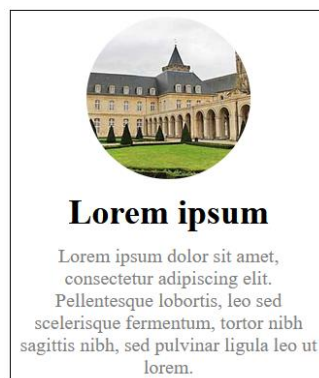 Lorem ipsum
Lorem ipsum dolor sit amet,
consectetur adipiscing elit.
Pellentesque lobortis, leo sed
scelerisque fermentum, tortor nibh
sagittis nibh, sed pulvinar ligula leo ut
lorem.